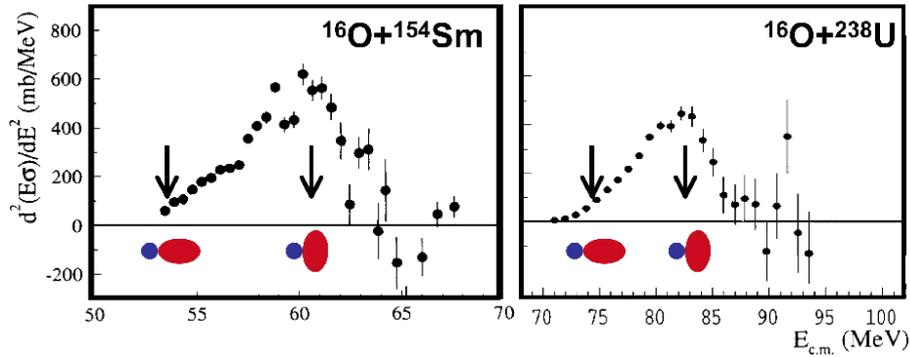 ¹⁶O+¹⁵⁴Sm
¹⁶O+²³⁸U
d²(Eσ)/dE² (mb/MeV)
800
600
400
200
0
-200
50 55 60 65 70
70 75 80 85 90 95 100
E_c.m. (MeV)